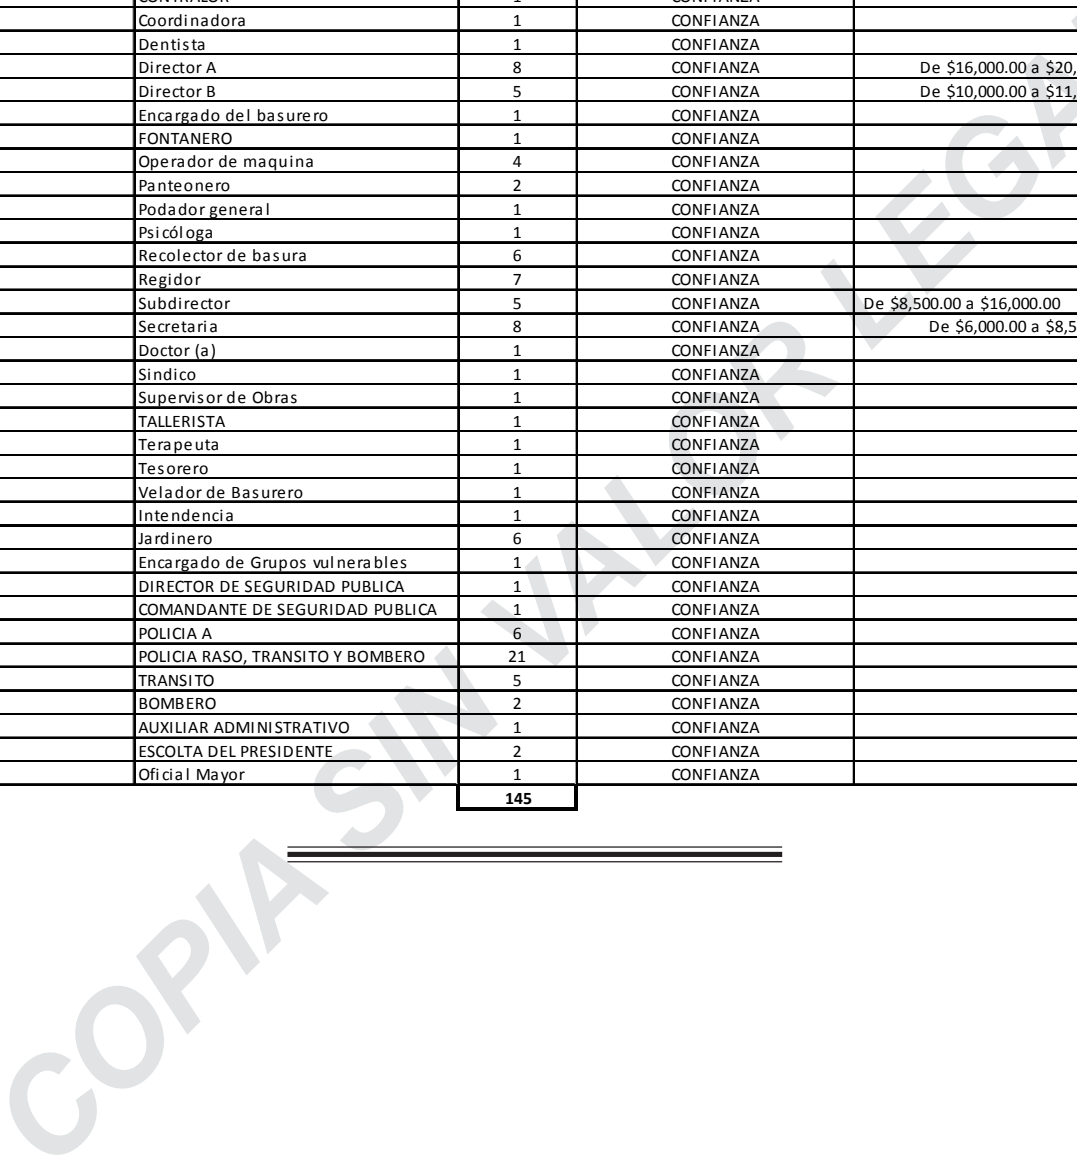 CONTRALOR 1 CONFIANZA
Coordinadora 1 CONFIANZA
Dentista 1 CONFIANZA
Director A 8 CONFIANZA De $16,000.00 a $20,
Director B 5 CONFIANZA De $10,000.00 a $11,
Encargado del basurero 1 CONFIANZA
FONTANERO 1 CONFIANZA
Operador de maquina 4 CONFIANZA
Panteonero 2 CONFIANZA
Podador general 1 CONFIANZA
Psicóloga 1 CONFIANZA
Recolector de basura 6 CONFIANZA
Regidor 7 CONFIANZA
Subdirector 5 CONFIANZA De $8,500.00 a $16,000.00
Secretaria 8 CONFIANZA De $6,000.00 a $8,5
Doctor (a) 1 CONFIANZA
Sindico 1 CONFIANZA
Supervisor de Obras 1 CONFIANZA
TALLERISTA 1 CONFIANZA
Terapeuta 1 CONFIANZA
Tesorero 1 CONFIANZA
Velador de Basurero 1 CONFIANZA
Intendencia 1 CONFIANZA
Jardinero 6 CONFIANZA
Encargado de Grupos vulnerables 1 CONFIANZA
DIRECTOR DE SEGURIDAD PUBLICA 1 CONFIANZA
COMANDANTE DE SEGURIDAD PUBLICA 1 CONFIANZA
POLICIA A 6 CONFIANZA
POLICIA RASO, TRANSITO Y BOMBERO 21 CONFIANZA
TRANSITO 5 CONFIANZA
BOMBERO 2 CONFIANZA
AUXILIAR ADMINISTRATIVO 1 CONFIANZA
ESCOLTA DEL PRESIDENTE 2 CONFIANZA
Oficial Mayor 1 CONFIANZA
145
COPIA SIN VALOR LEGA